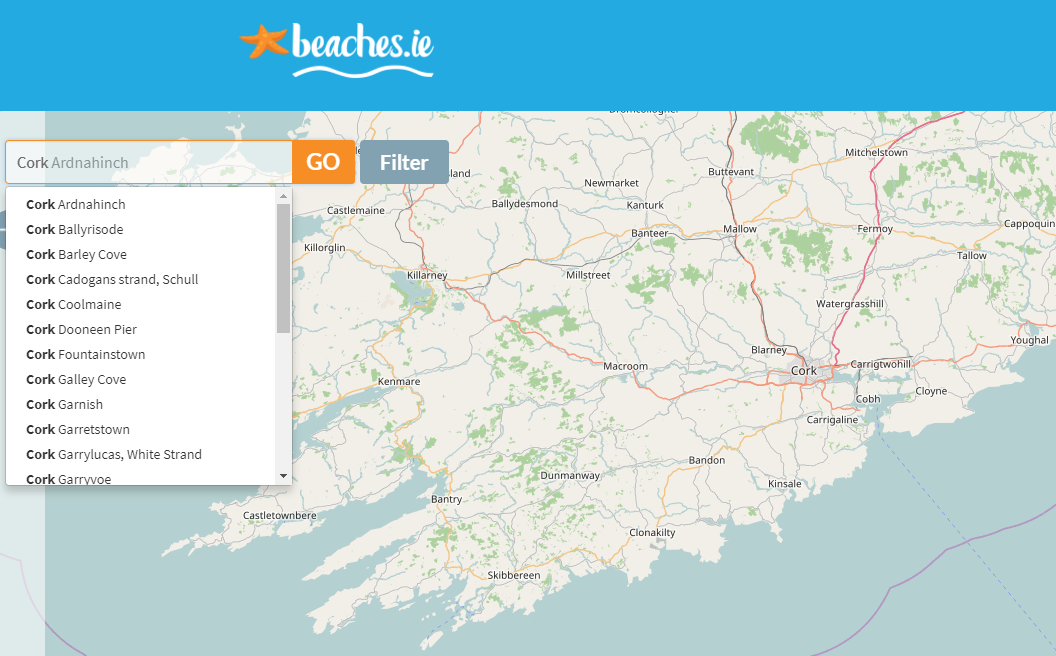 beaches.ie
Cork Ardnahinch
GO
Filter
Cork Ardnahinch
Cork Ballyrisode
Cork Barley Cove
Cork Cadogans strand, Schull
Cork Coolmaine
Cork Dooneen Pier
Cork Fountainstown
Cork Galley Cove
Cork Garnish
Cork Garretstown
Cork Garrylucas, White Strand
Cork Garryvoe
Mitchelstown
Buttevant
Newmarket
Ballydesmond
Kanturk
Castlemaine
Cappoquin
Mallow
Fermoy
Banteer
Killorglin
Tallow
Killarney
Millstreet
Watergrasshill
Youghal
Blarney
Macroom
Carrigtwohill
Cork
Kenmare
Cloyne
Cobh
Carrigaline
Bandon
Dunmanway
Kinsale
Bantry
Castletownbere
Clonakilty
Skibbereen